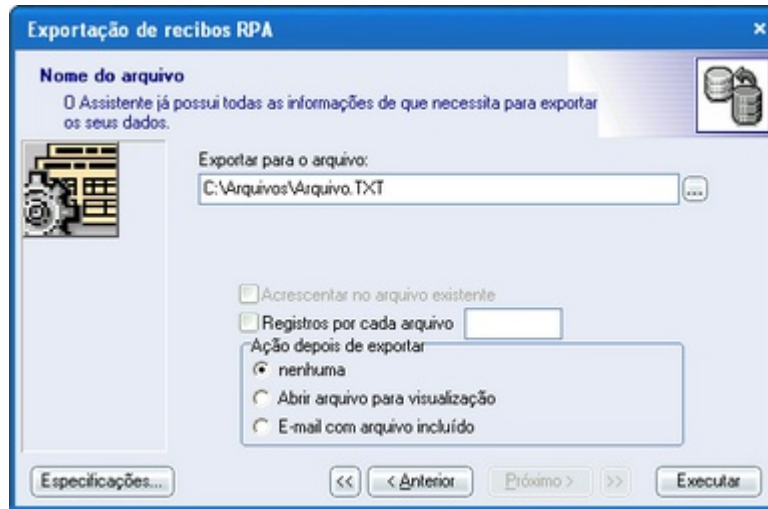 Exportação de recibos RPA
Nome do arquivo
O Assistente já possui todas as informações de que necessita para exportar
os seus dados.
Exportar para o arquivo:
C:\Arquivos\Arquivo.TXT
...
Acrescentar no arquivo existente
Registros por cada arquivo
Ação depois de exportar
nenhuma
Abrir arquivo para visualização
E-mail com arquivo incluído
Especificações... << < Anterior Próximo > >> Executar